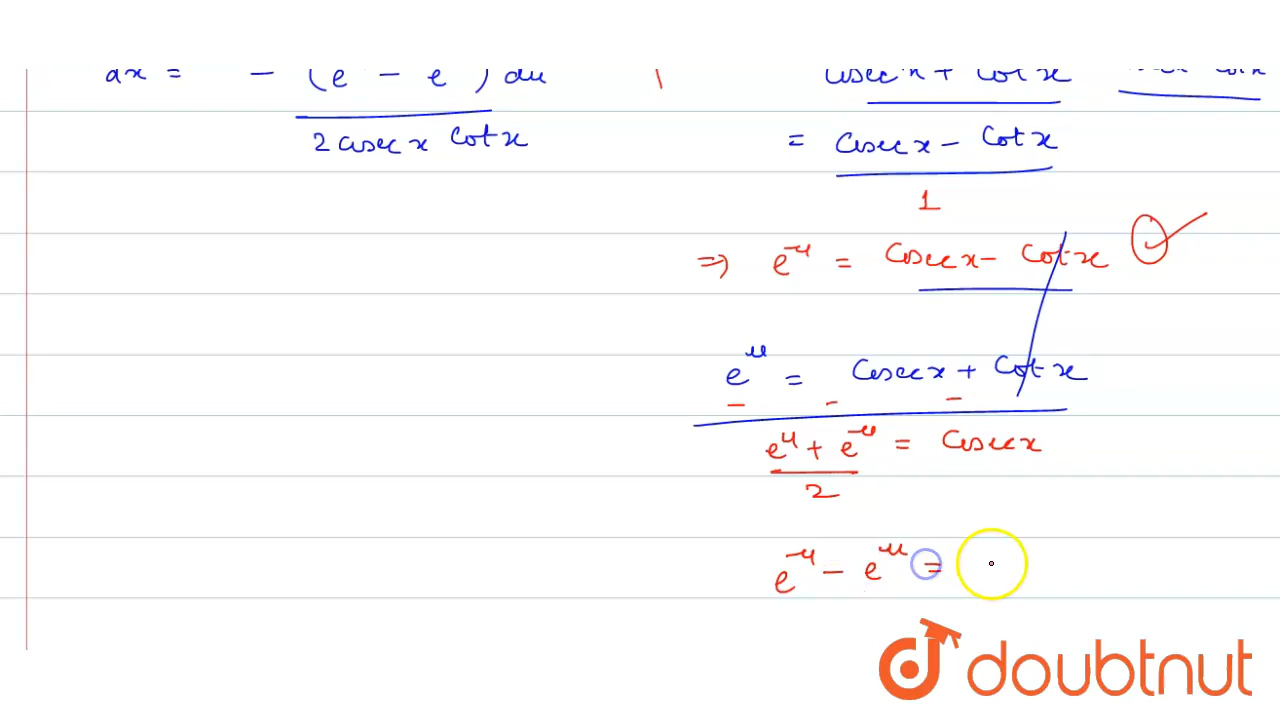 dx = - (e - e ) du
2 cosec x cot x
cosec x + cot x
= cosec x - cot x
1
⇒ e^-u = cosec x - cot x
e^u = cosec x + cot x
- - -
e^u + e^-u = cosec x
2
e^-u - e^u =
doubtnut